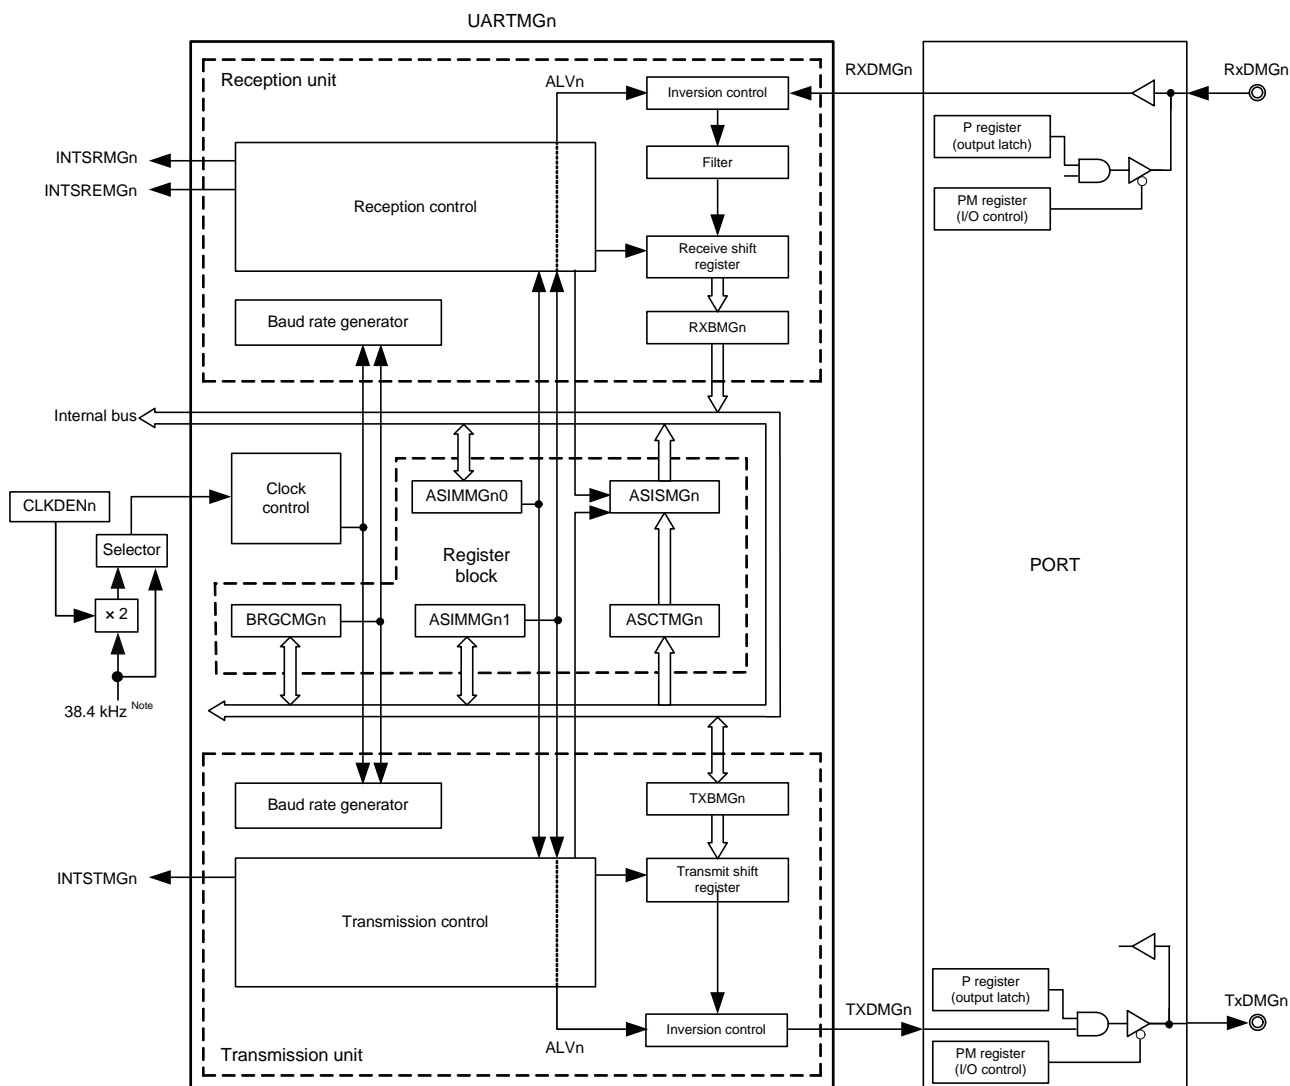 UARTMGn
Reception unit
ALVn
Inversion control
RXDMGn
RxDMGn
P register
(output latch)
INTSRMGn
INTSREMGn
Reception control
Filter
PM register
(I/O control)
Receive shift
register
Baud rate generator
RXBMGn
Internal bus
Clock
control
ASIMMGn0
ASISMGn
CLKDENn
Selector
Register
block
PORT
× 2
BRGCMGn
ASIMMGn1
ASCTMGn
38.4 kHz Note
Baud rate generator
TXBMGn
INTSTMGn
Transmit shift
register
Transmission control
P register
(output latch)
TXDMGn
TxDMGn
Inversion control
ALVn
Transmission unit
PM register
(I/O control)